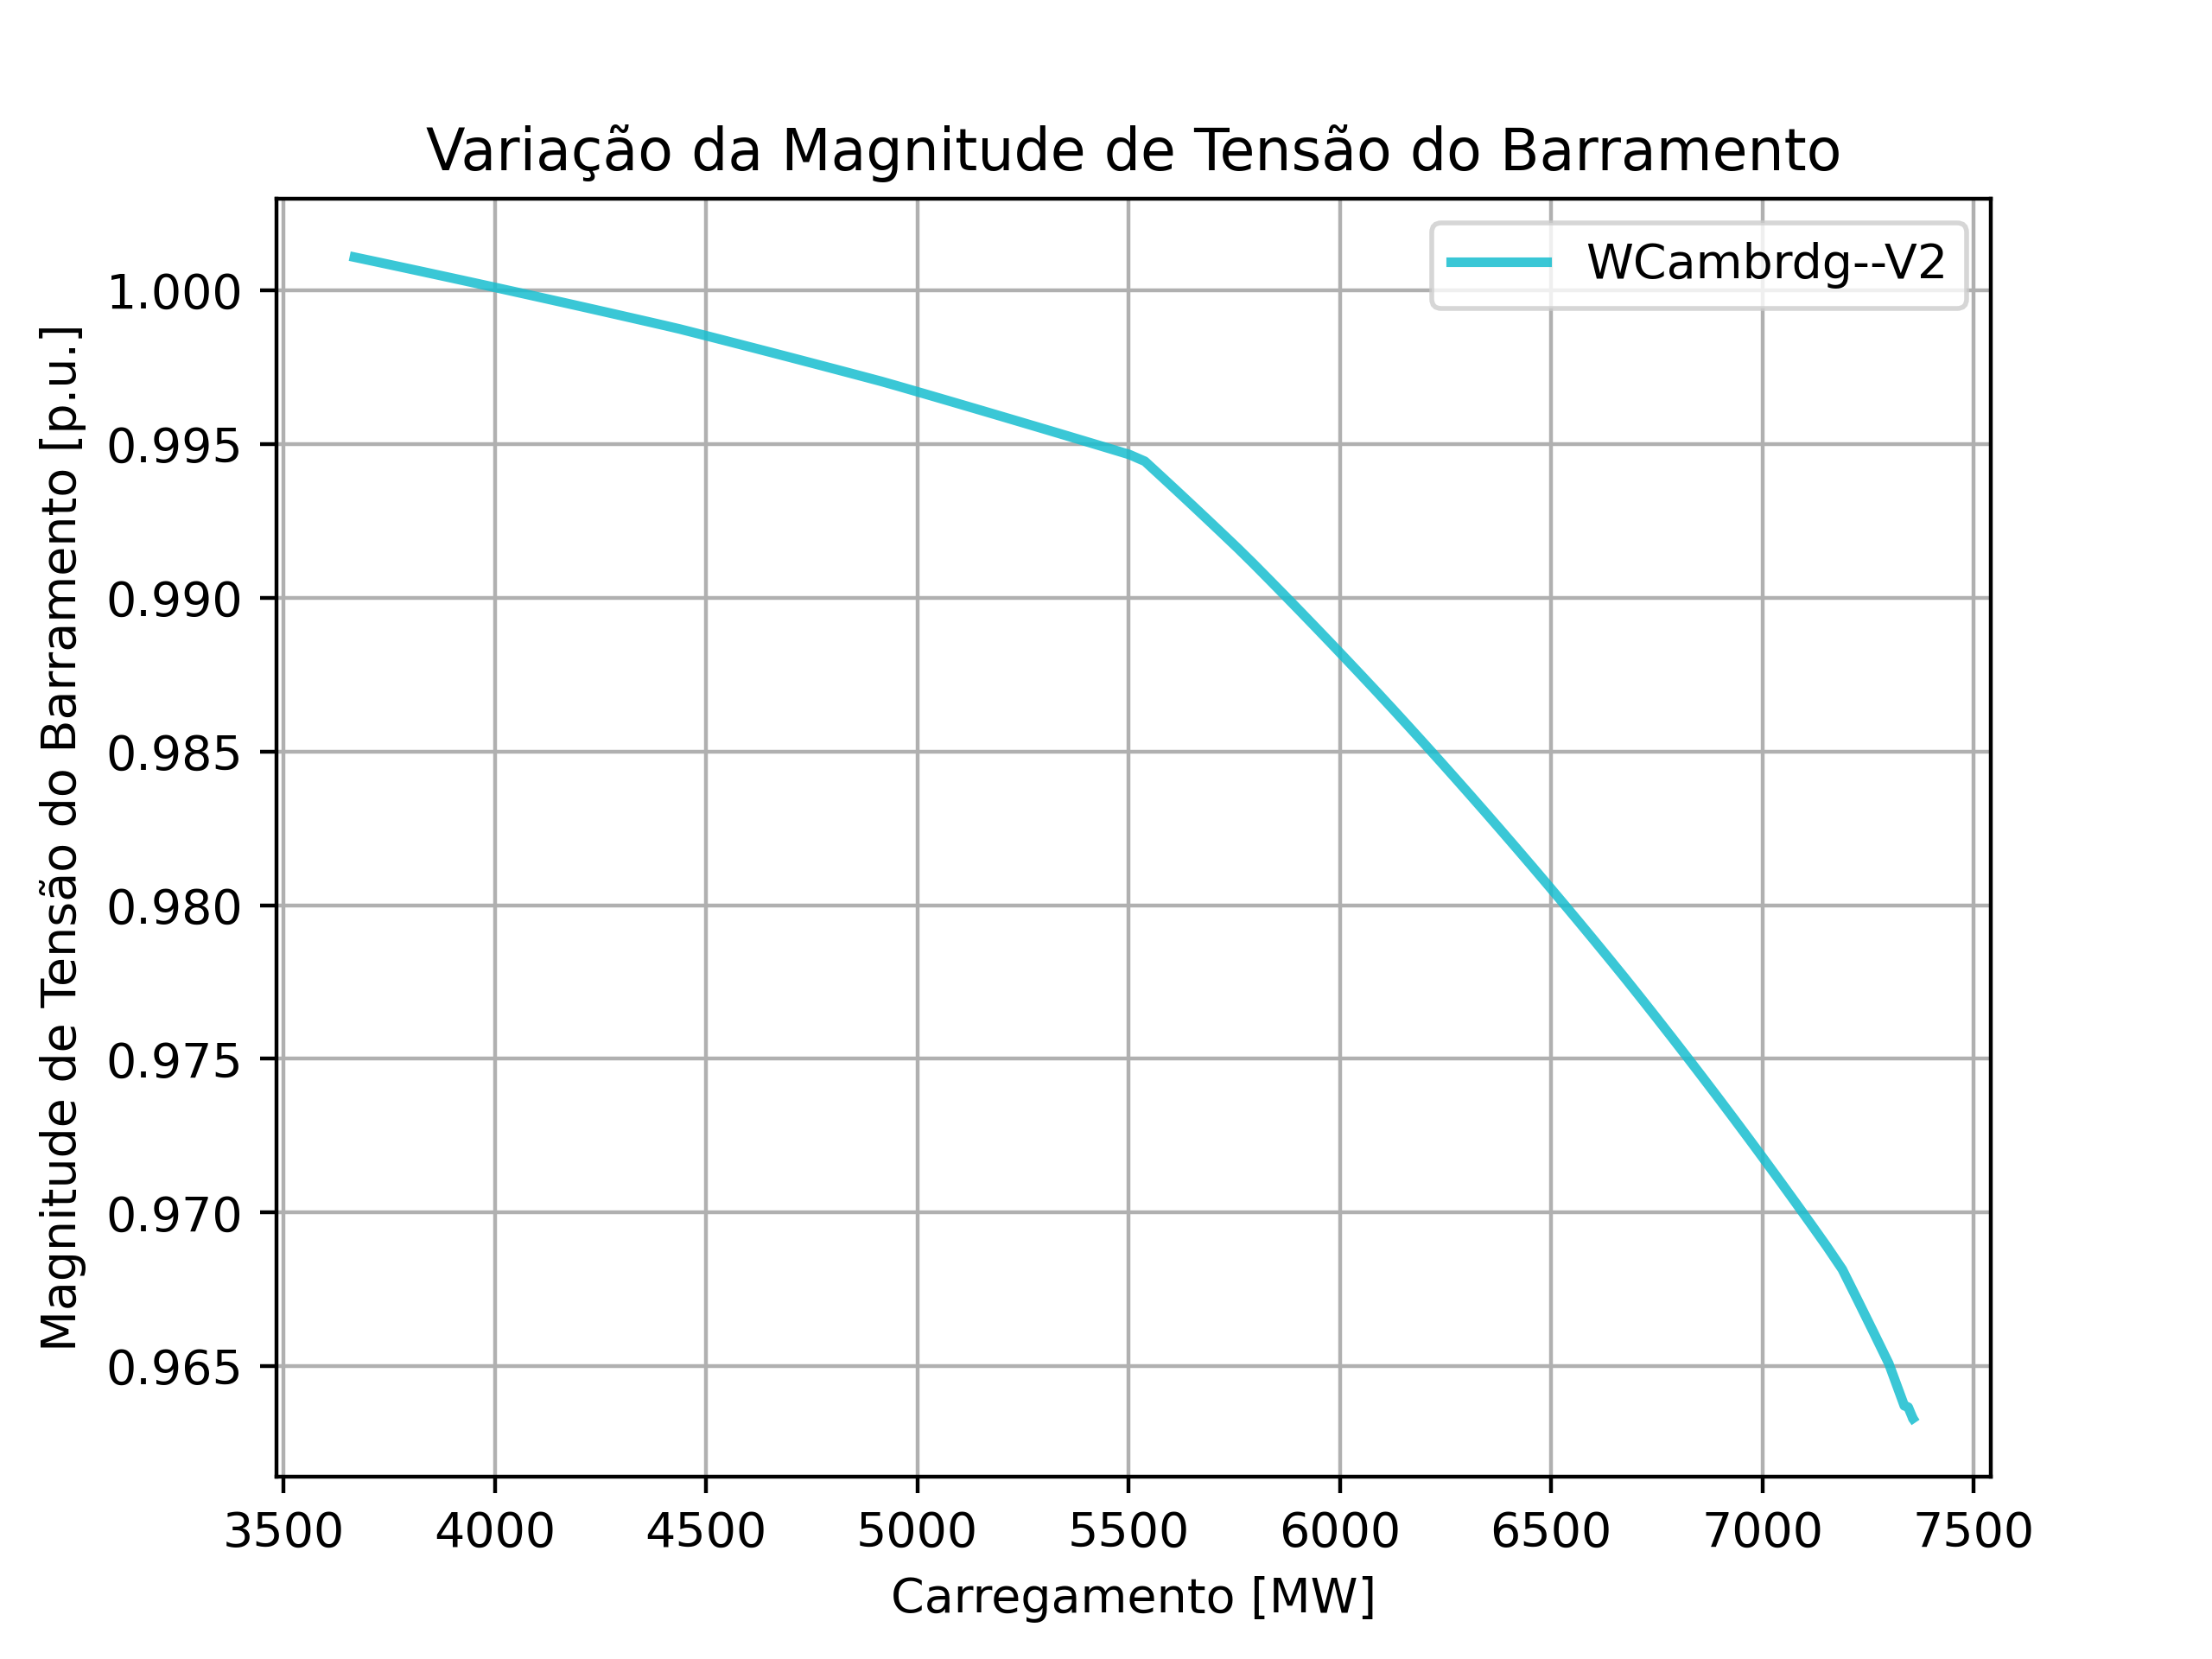 Variação da Magnitude de Tensão do Barramento
WCambrdg--V2
Magnitude de Tensão do Barramento [p.u.]
1.000
0.995
0.990
0.985
0.980
0.975
0.970
0.965
3500 4000 4500 5000 5500 6000 6500 7000 7500
Carregamento [MW]